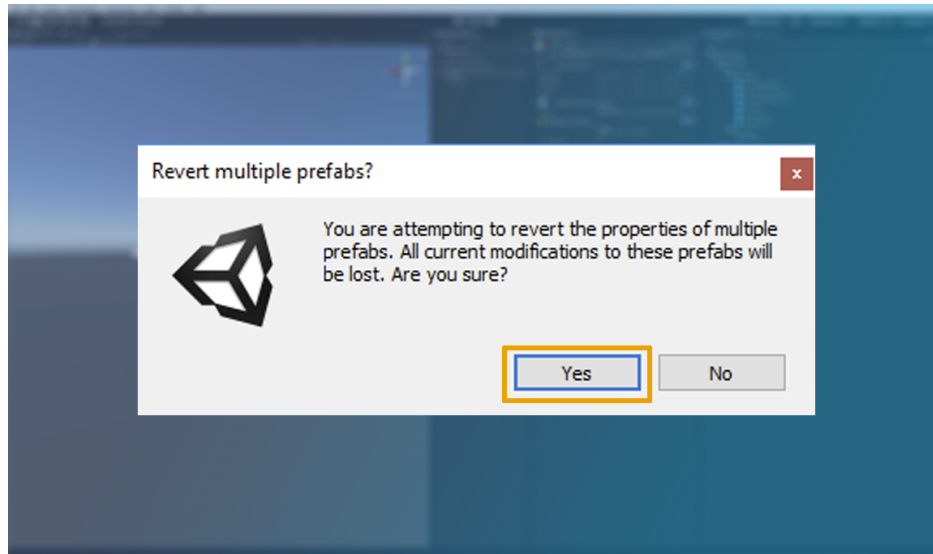 Revert multiple prefabs?
x
You are attempting to revert the properties of multiple
prefabs. All current modifications to these prefabs will
be lost. Are you sure?
Yes
No